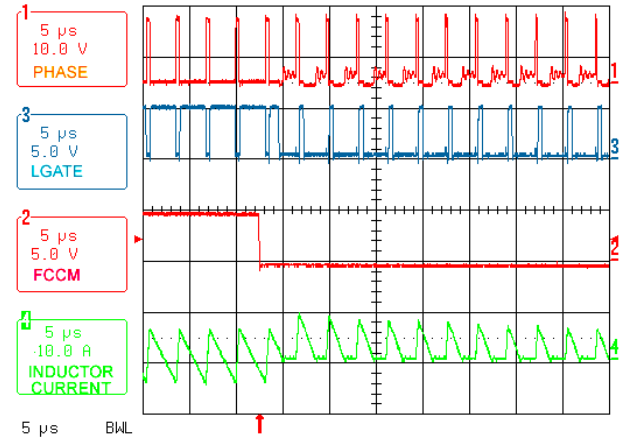 1
5 µs
10.0 V
PHASE
1
3
5 µs
5.0 V
LGATE
3
2
5 µs
5.0 V
FCCM
2
4
5 µs
10.0 A
INDUCTOR
CURRENT
4
5 µs BWL